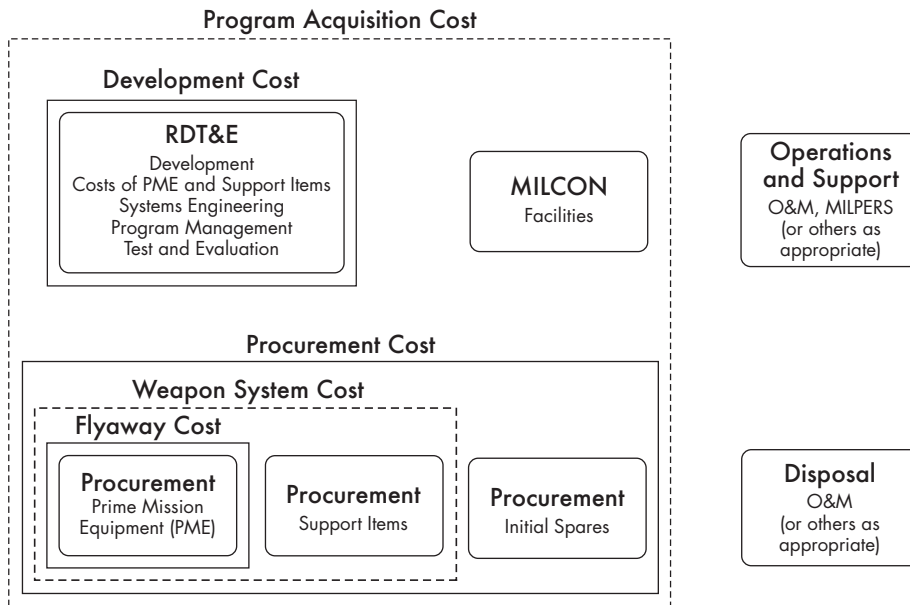 Program Acquisition Cost
Development Cost
RDT&E
Development
Costs of PME and Support Items
Systems Engineering
Program Management
Test and Evaluation
MILCON
Facilities
Operations
and Support
O&M, MILPERS
(or others as
appropriate)
Procurement Cost
Weapon System Cost
Flyaway Cost
Procurement
Prime Mission
Equipment (PME)
Procurement
Support Items
Procurement
Initial Spares
Disposal
O&M
(or others as
appropriate)